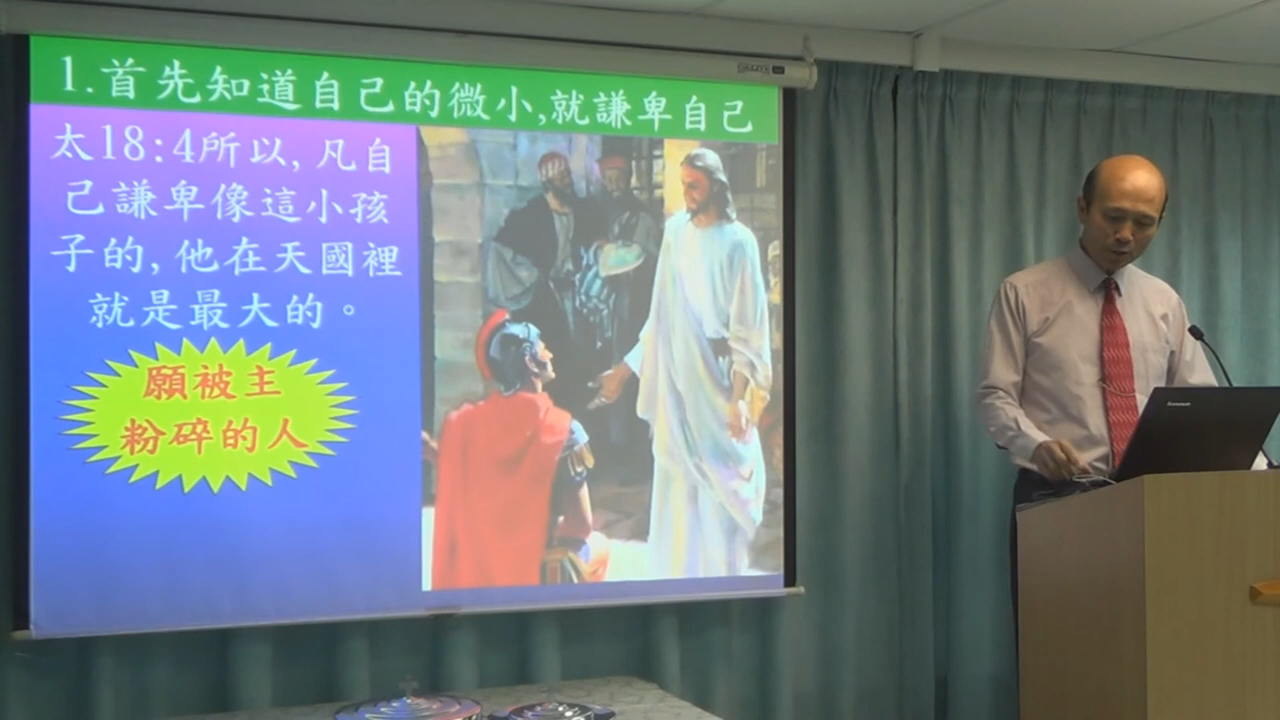 1.首先知道自己的微小,就謙卑自己
太18:4所以, 凡自
己謙卑像這小孩
子的, 他在天國裡
就是最大的。
願被主
粉碎的人
lenovo